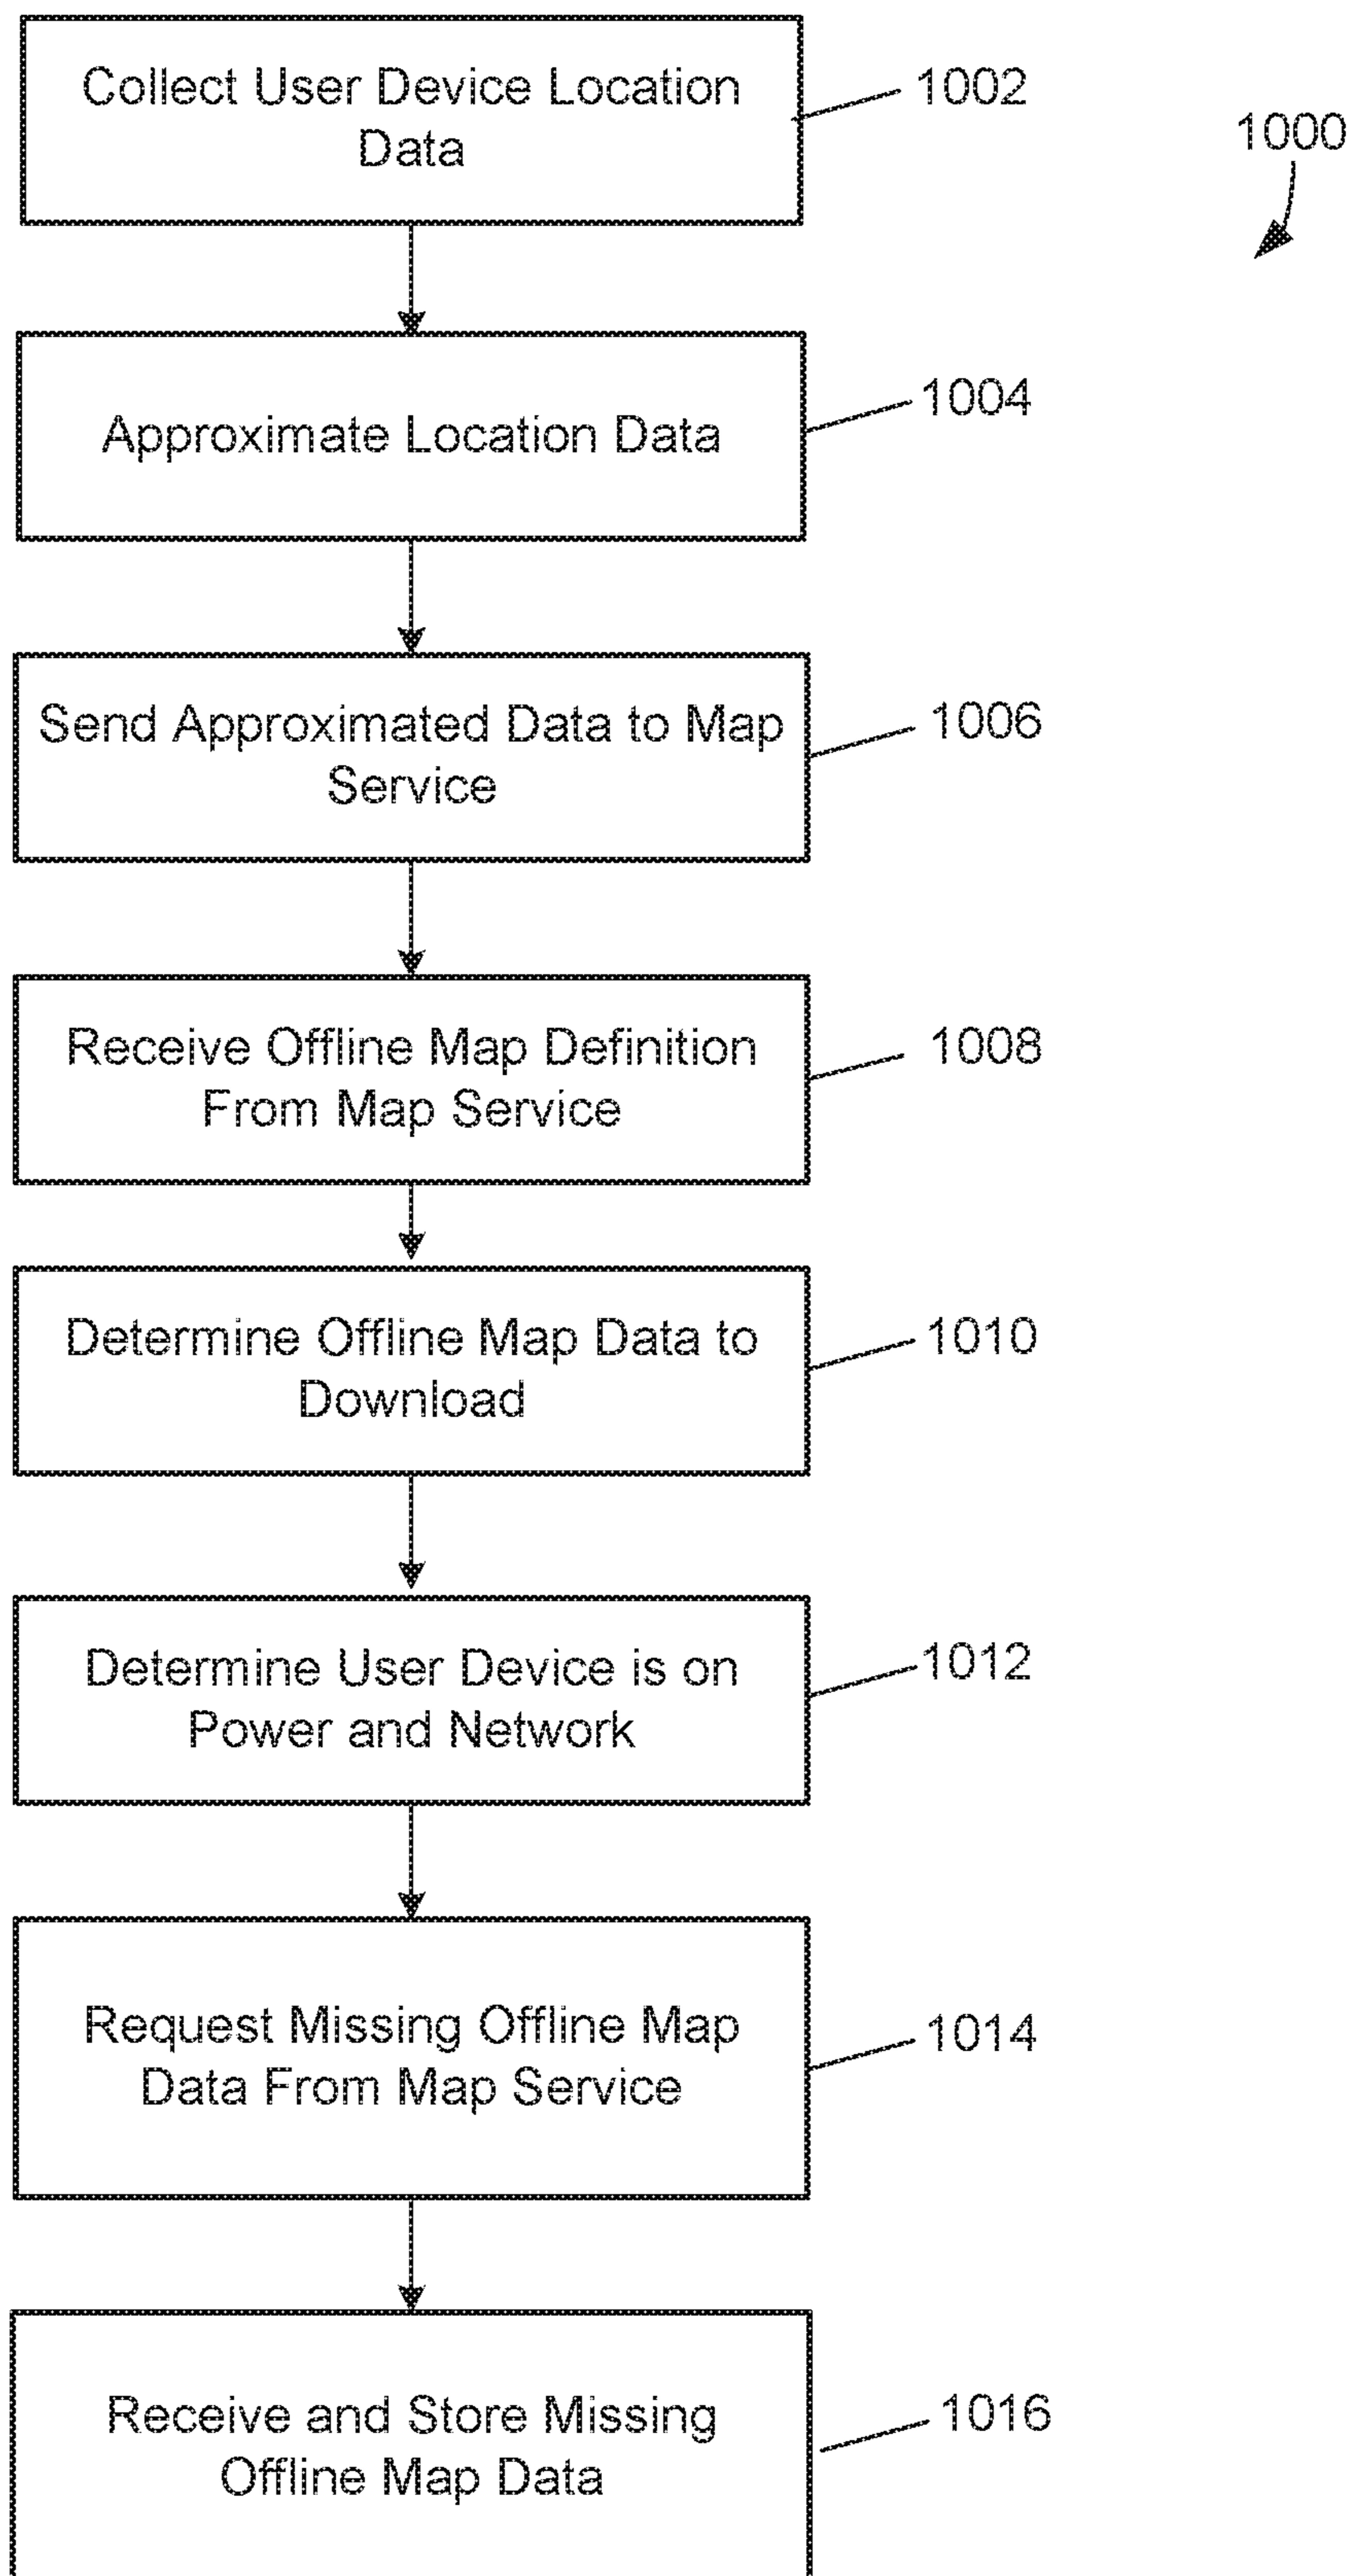 Collect User Device Location
Data
1002
1000
Approximate Location Data
1004
Send Approximated Data to Map
Service
1006
Receive Offline Map Definition
From Map Service
1008
Determine Offline Map Data to
Download
1010
Determine User Device is on
Power and Network
1012
Request Missing Offline Map
Data From Map Service
1014
Receive and Store Missing
Offline Map Data
1016